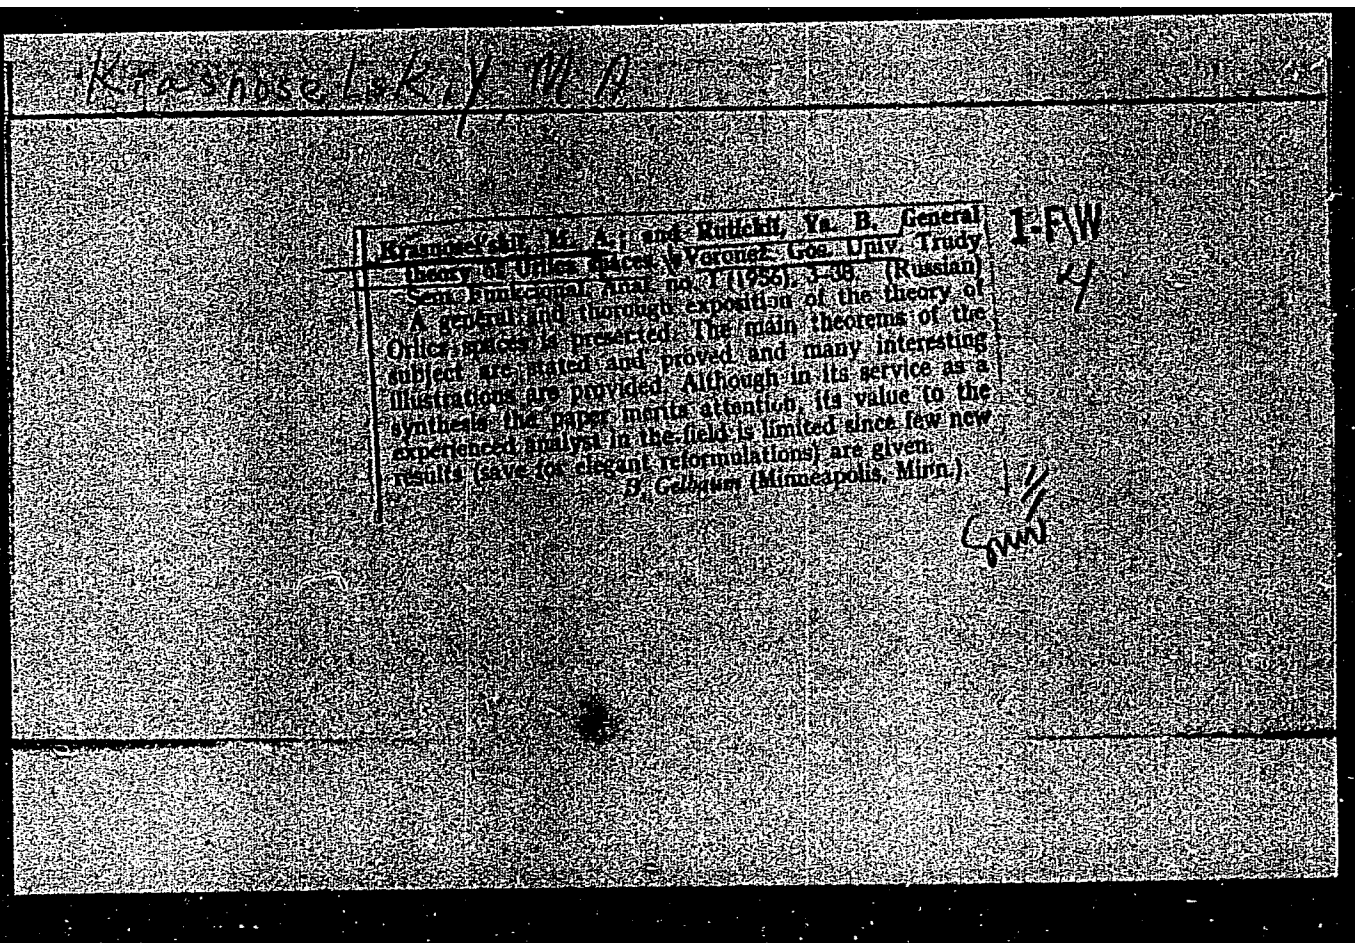 Krasnoselskiy, M A
Krasnosel'skiĭ, M. A.; and Rutickiĭ, Ya. B. General
theory of Orlicz spaces. Voronež. Gos. Univ. Trudy
Sem. Funkcional. Anal. no. 1 (1956), 3–38. (Russian)
A general and thorough exposition of the theory of
Orlicz spaces is presented. The main theorems of the
subject are stated and proved and many interesting
illustrations are provided. Although in its service as a
synthesis the paper merits attention, its value to the
experienced analyst in the field is limited since few new
results (save for elegant reformulations) are given.
B. Gelbaum (Minneapolis, Minn.).
1-F/W
4